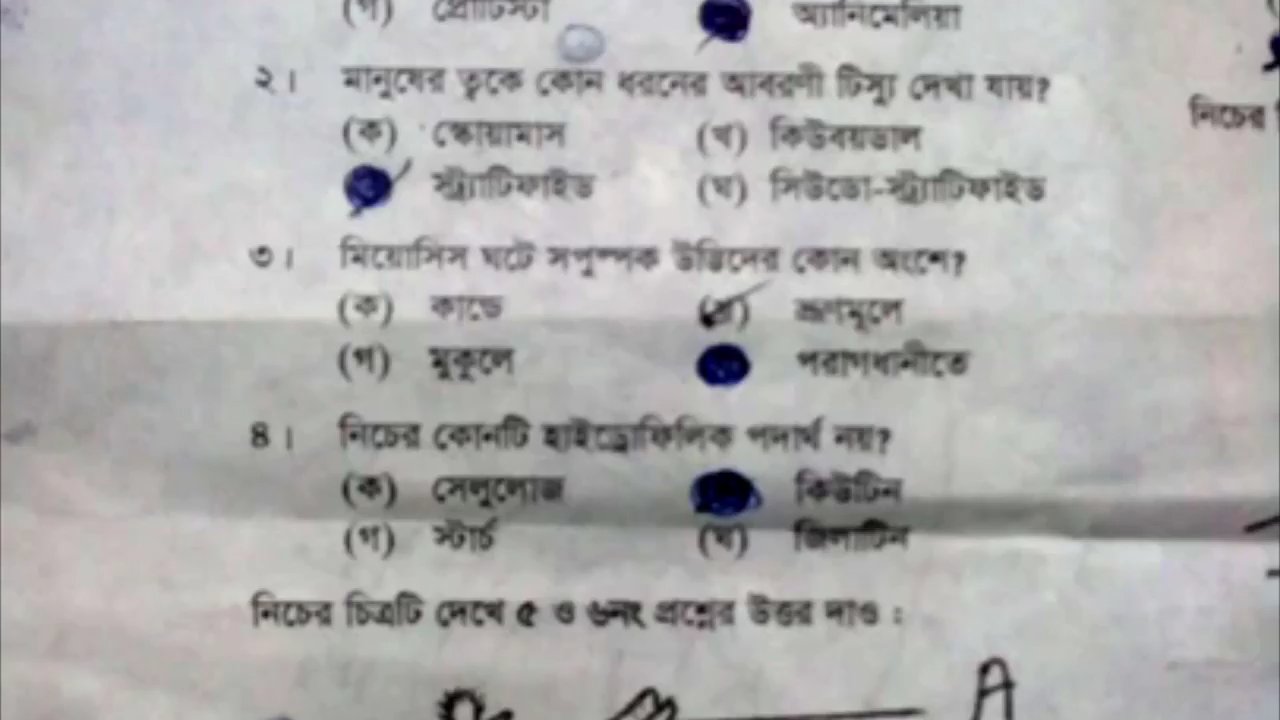 (গ) প্রোটিস্টা অ্যানিমেলিয়া
২। মানুষের ত্বকে কোন ধরনের আবরণী টিস্যু দেখা যায়?
(ক) স্কোয়ামাস (খ) কিউবয়ডাল
স্ট্র্যাটিফাইড (ঘ) সিউডো-স্ট্র্যাটিফাইড
৩। মিয়োসিস ঘটে সপুষ্পক উদ্ভিদের কোন অংশে?
(ক) কান্ডে (খ) ভ্রূণমূলে
(গ) মুকুলে পরাগধানীতে
৪। নিচের কোনটি হাইড্রোফিলিক পদার্থ নয়?
(ক) সেলুলোজ কিউটিন
(গ) স্টার্চ (ঘ) জিলাটিন
নিচের চিত্রটি দেখে ৫ ও ৬নং প্রশ্নের উত্তর দাও :
A
নিচের